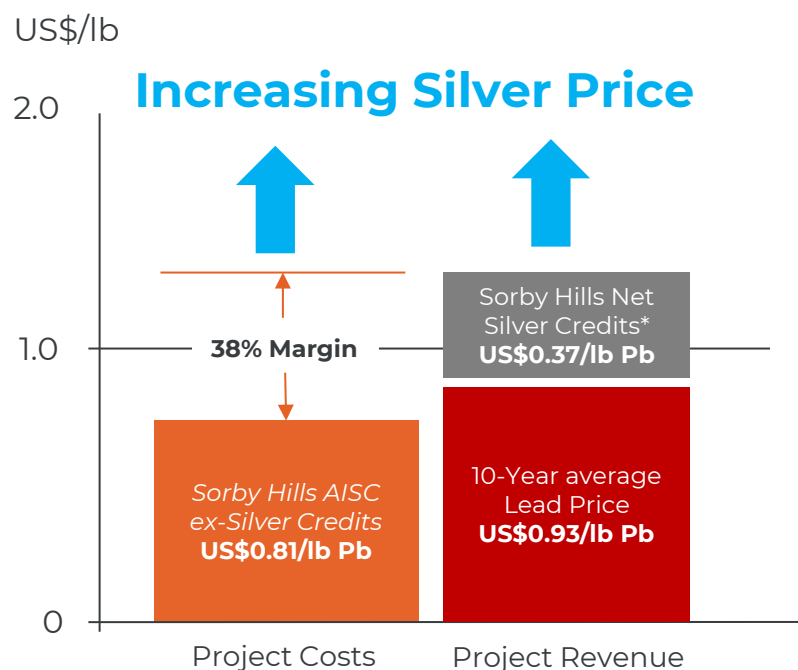 US$/lb
Increasing Silver Price
2.0
Sorby Hills Net
Silver Credits*
US$0.37/lb Pb
1.0
38% Margin
Sorby Hills AISC
ex-Silver Credits
US$0.81/lb Pb
10-Year average
Lead Price
US$0.93/lb Pb
0
Project Costs
Project Revenue